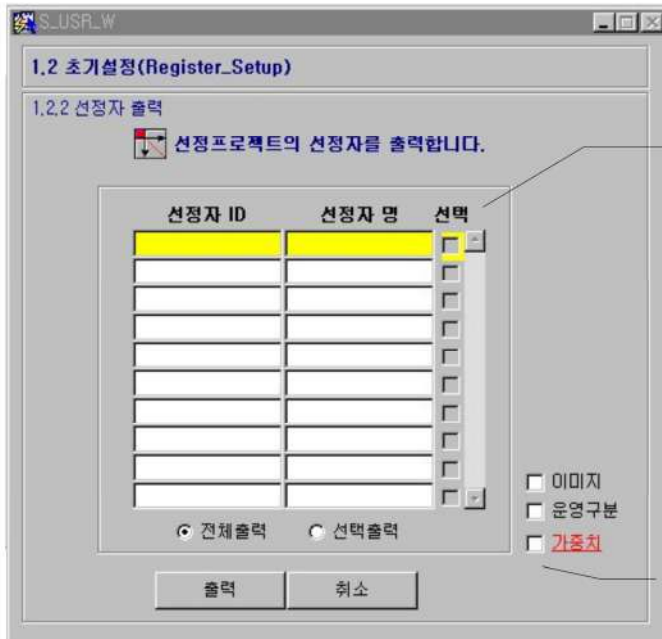 S_USR_W
1.2 초기설정(Register_Setup)
1.2.2 선정자 출력
선정프로젝트의 선정자를 출력합니다.
선정자 ID 선정자 명 선택
이미지
운영구분
가중치
전체출력 선택출력
출력 취소